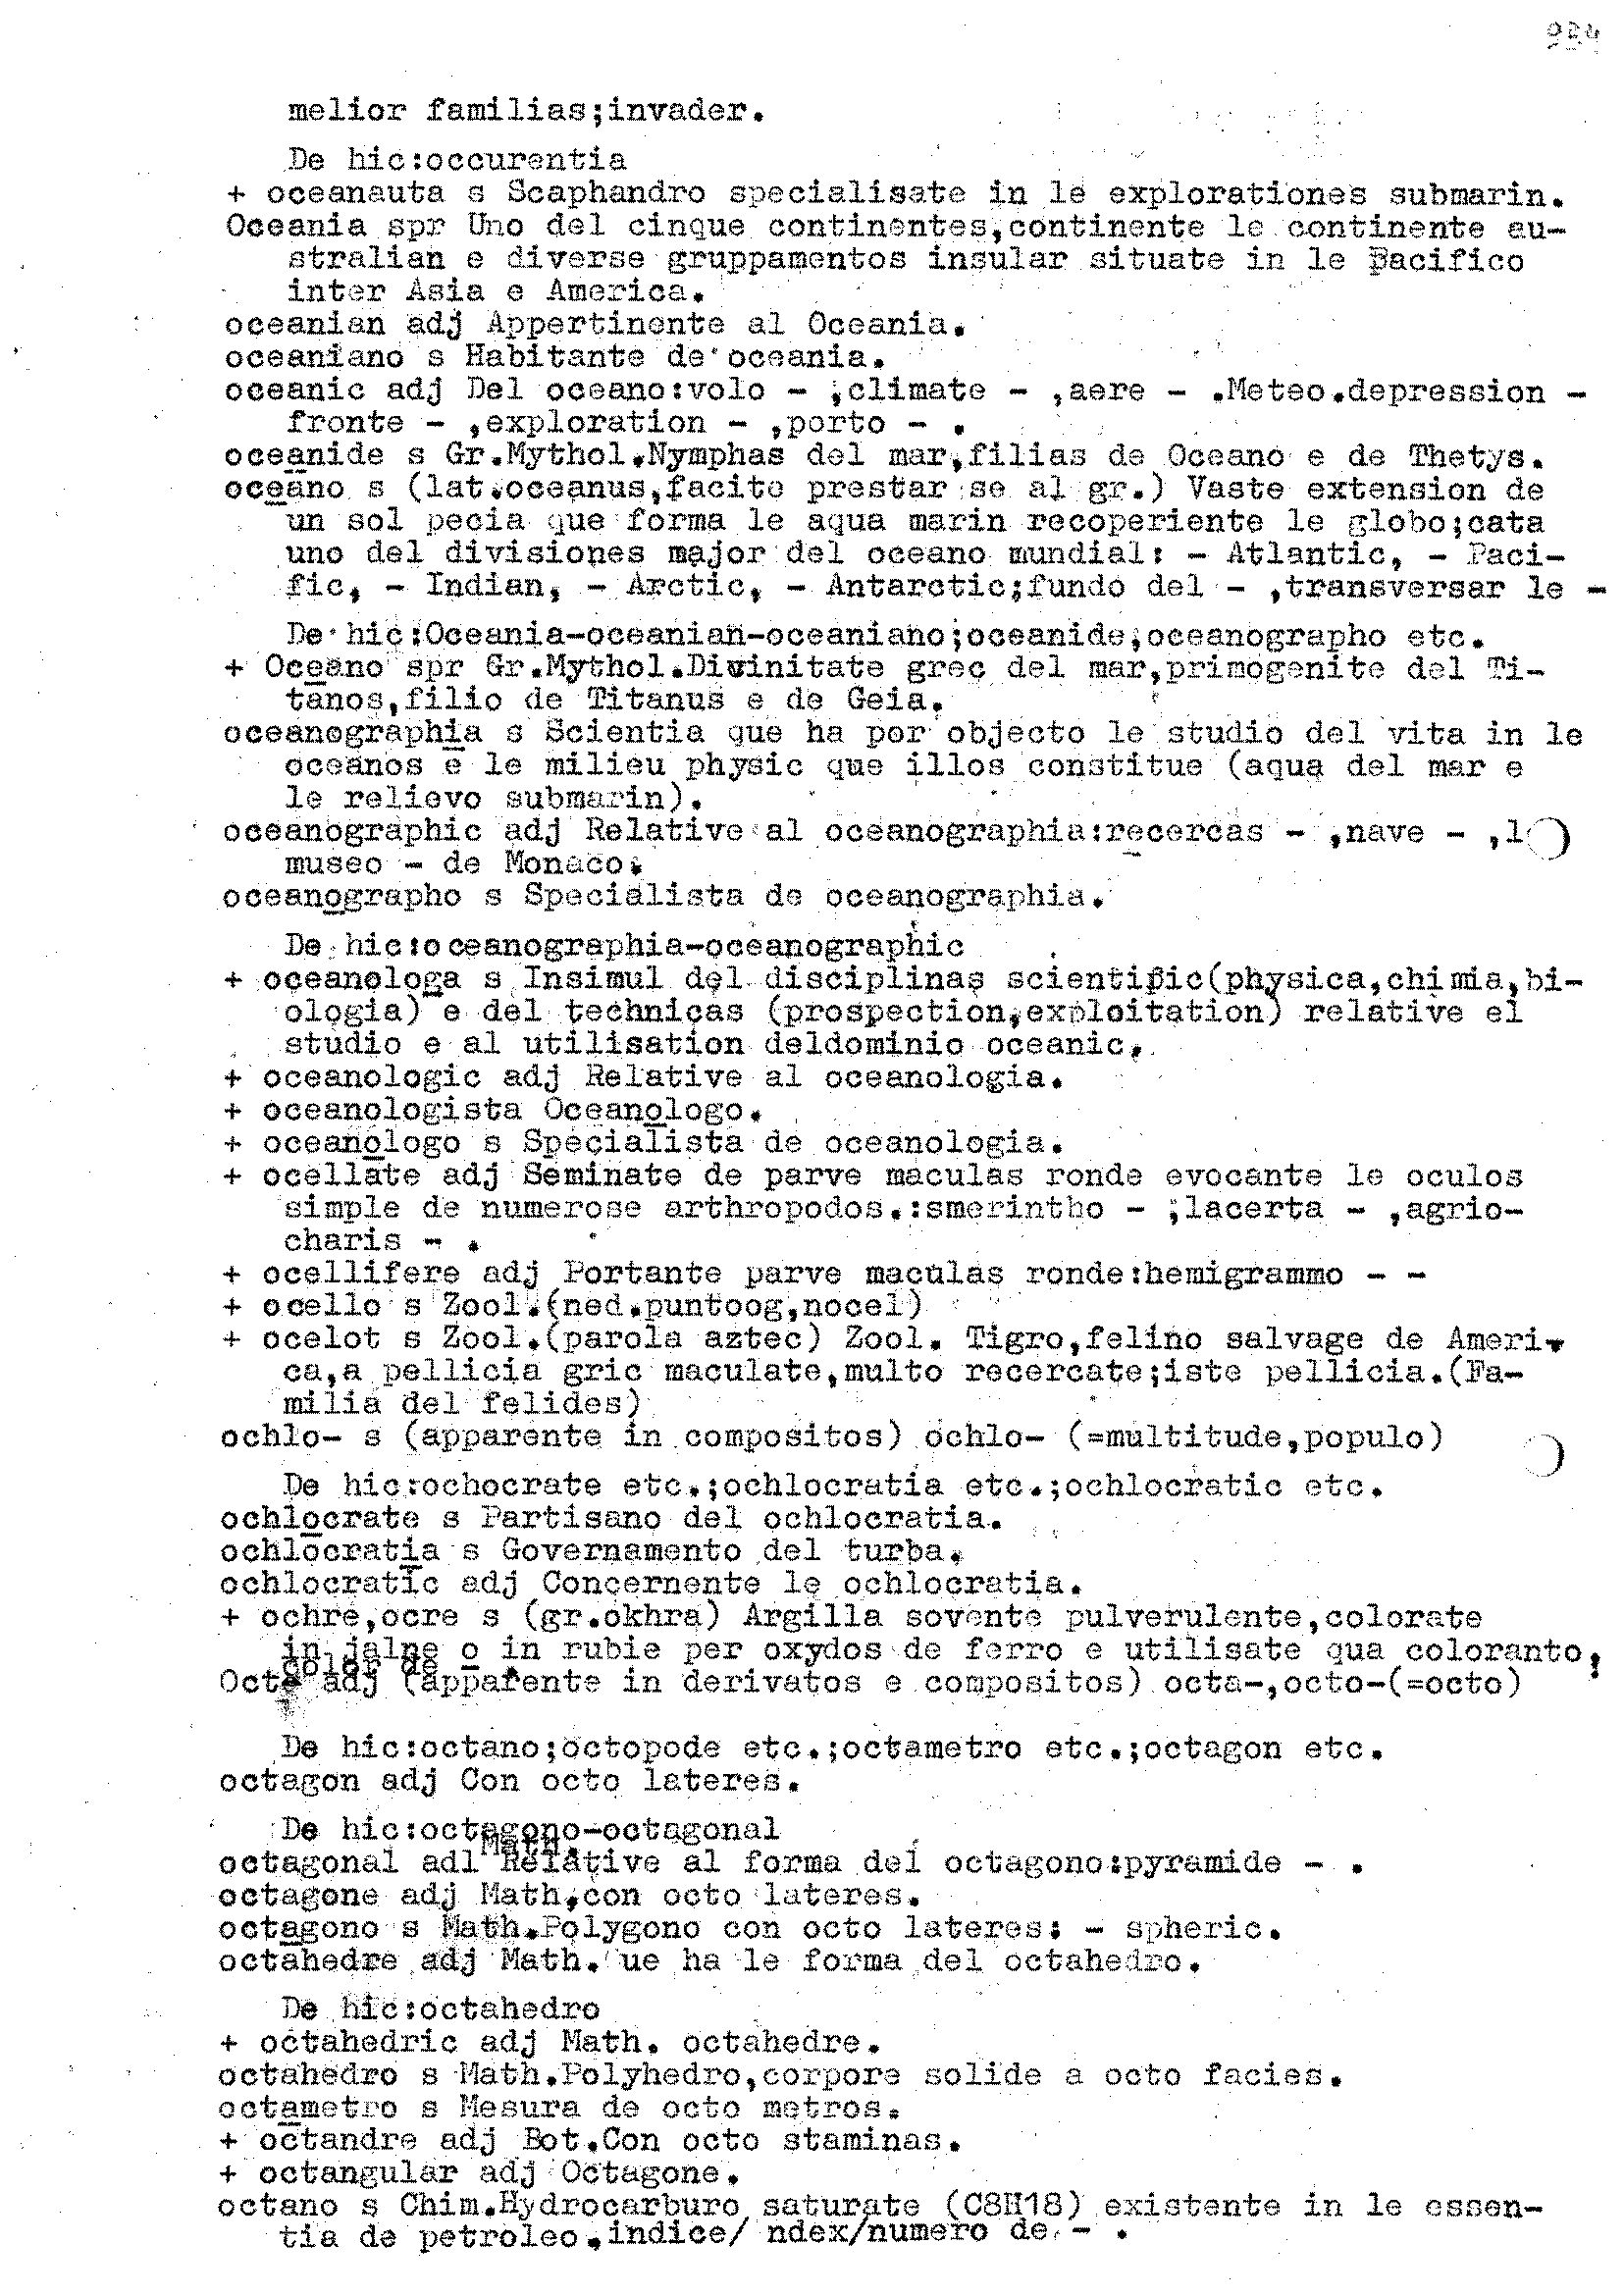 954
melior familias;invader.
De hic:occurentia
+ oceanauta s Scaphandro specialisate in le explorationes submarin.
Oceania spr Uno del cinque continentes,continente le continente au-
stralian e diverse gruppamentos insular situate in le Pacifico
inter Asia e America.
oceanian adj Appertinente al Oceania.
oceaniano s Habitante de oceania.
oceanic adj Del oceano:volo - ;climate - ,aere - .Meteo.depression -
fronte - ,exploration - ,porto - .
oceanide s Gr.Mythol.Nymphas del mar,filias de Oceano e de Thetys.
oceano s (lat.oceanus,facite prestar se al gr.) Vaste extension de
un sol pecia que forma le aqua marin recoperiente le globo;cata
uno del divisiones major del oceano mundial: - Atlantic, - Paci-
fic, - Indian, - Arctic, - Antarctic;fundo del - ,transversar le -
De hic:Oceania-oceanian-oceaniano;oceanide;oceanographo etc.
+ Oceano spr Gr.Mythol.Divinitate grec del mar,primogenite del Ti-
tanos,filio de Titanus e de Geia.
oceanographia s Scientia que ha por objecto le studio del vita in le
oceanos e le milieu physic que illos constitue (aqua del mar e
le relievo submarin).
oceanographic adj Relative al oceanographia:recercas - ,nave - ,l
museo - de Monaco.
oceanographo s Specialista de oceanographia.
De hic:oceanographia-oceanographic
+ oceanologa s Insimul del disciplinas scientific(physica,chimia,bi-
ologia) e del technicas (prospection,exploitation) relative el
studio e al utilisation deldominio oceanic.
+ oceanologic adj Relative al oceanologia.
+ oceanologista Oceanologo.
+ oceanologo s Specialista de oceanologia.
+ ocellate adj Seminate de parve maculas ronde evocante le oculos
simple de numerose arthropodos.:smerintho - ;lacerta - ,agrio-
charis - .
+ ocellifere adj Portante parve maculas ronde:hemigrammo - -
+ ocello s Zool.(ned.puntoog,nocel)
+ ocelot s Zool.(parola aztec) Zool. Tigro,felino salvage de Ameri-
ca,a pellicia gric maculate,multo recercate;iste pellicia.(Fa-
milia del felides)
ochlo- s (apparente in compositos) ochlo- (=multitude,populo)
De hic:ochocrate etc.;ochlocratia etc.;ochlocratic etc.
ochlocrate s Partisano del ochlocratia.
ochlocratia s Governamento del turba.
ochlocratic adj Concernente le ochlocratia.
+ ochre,ocre s (gr.okhra) Argilla sovente pulverulente,colorate
in jalne o in rubie per oxydos de ferro e utilisate qua coloranto,
color de .
Octa adj (apparente in derivatos e compositos) octa-,octo-(=octo)
De hic:octano;octopode etc.;octametro etc.;octagon etc.
octagon adj Con octo lateres.
De hic:octagono-octagonal
octagonal adl Math. Relative al forma del octagono:pyramide - .
octagone adj Math,con octo lateres.
octagono s Math.Polygono con octo lateres: - spheric.
octahedre adj Math. ue ha le forma del octahedro.
De hic:octahedro
+ octahedric adj Math. octahedre.
octahedro s Math.Polyhedro,corpore solide a octo facies.
octametro s Mesura de octo metros.
+ octandre adj Bot.Con octo staminas.
+ octangular adj Octagone.
octano s Chim.Hydrocarburo saturate (C8H18) existente in le essen-
tia de petroleo.indice/ ndex/numero de - .